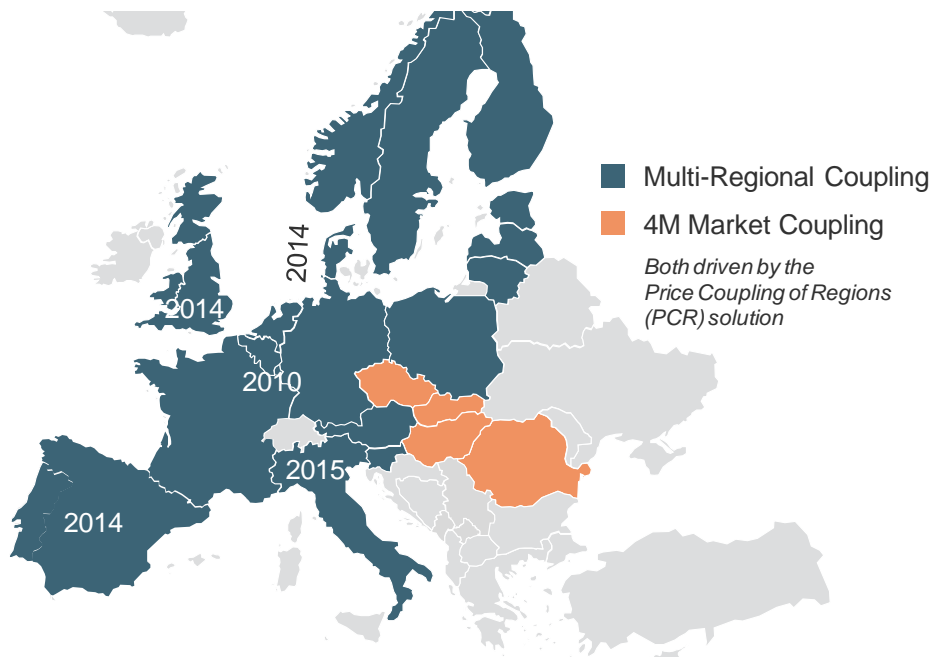 Multi-Regional Coupling
4M Market Coupling
Both driven by the
Price Coupling of Regions
(PCR) solution
2014
2014
2010
2015
2014